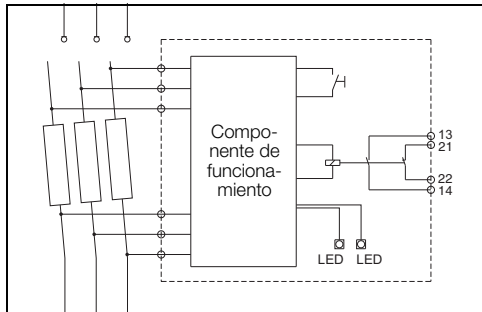 Compo-
nente de
funciona-
miento
13
21
22
14
LED LED